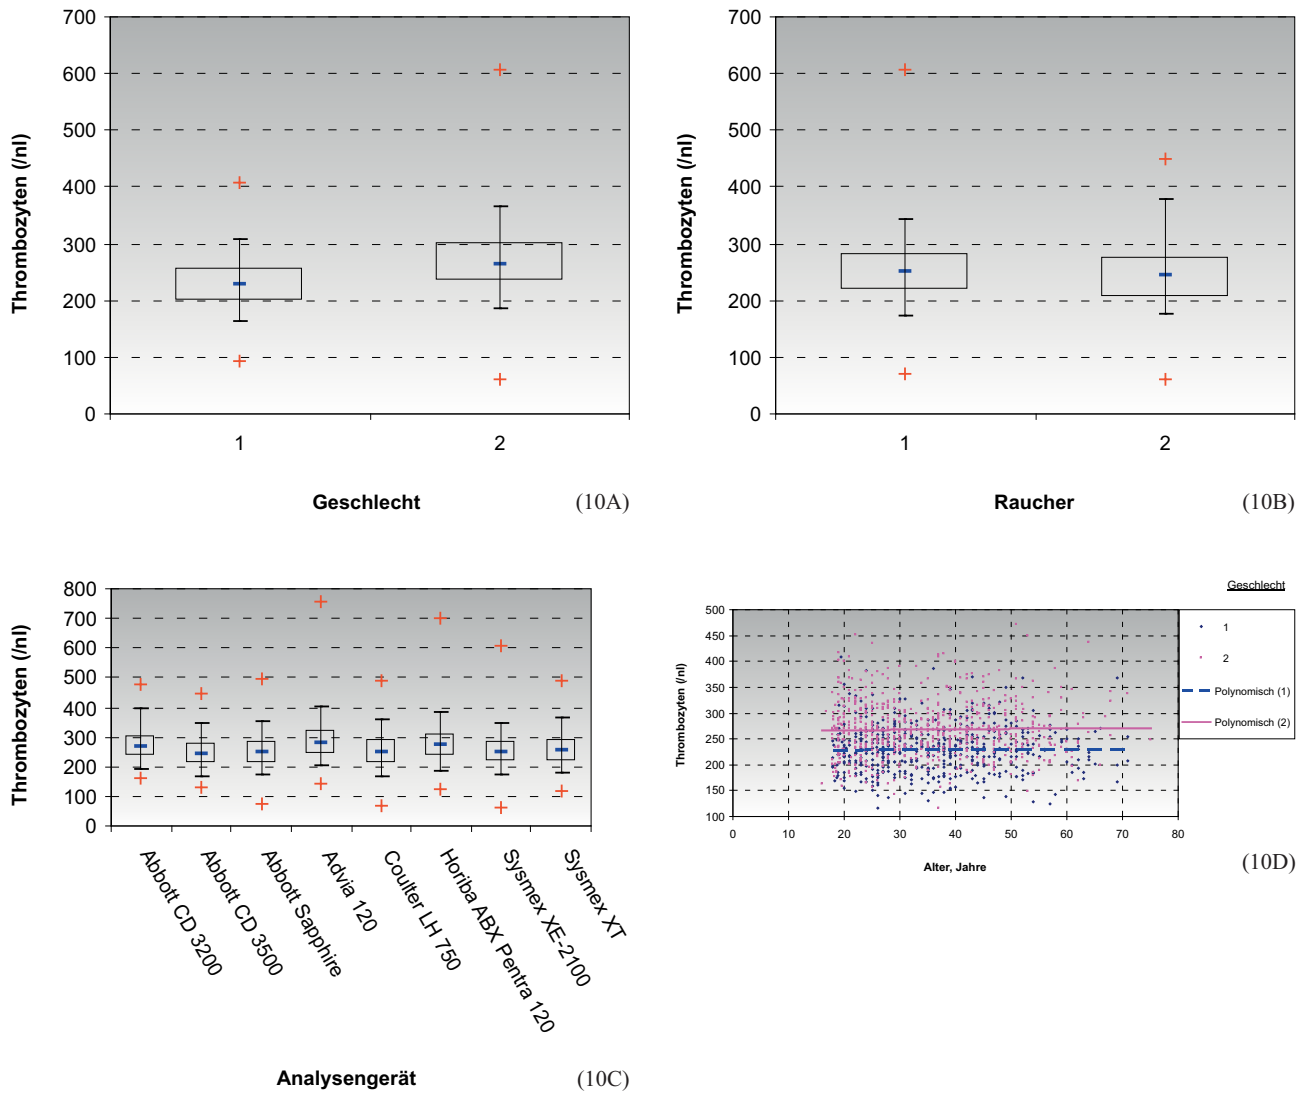 700
600
500
400
300
200
100
0
Thrombozyten (/nl)
1
2
Geschlecht
(10A)
700
600
500
400
300
200
100
0
Thrombozyten (/nl)
1
2
Raucher
(10B)
800
700
600
500
400
300
200
100
0
Thrombozyten (/nl)
Abbott CD 3200
Abbott CD 3500
Abbott Sapphire
Advia 120
Coulter LH 750
Horiba ABX Pentra 120
Sysmex XE-2100
Sysmex XT
Analysengerät
(10C)
Geschlecht
1
2
Polynomisch (1)
Polynomisch (2)
500
450
400
350
300
250
200
150
100
Thrombozyten (/nl)
0 10 20 30 40 50 60 70 80
Alter, Jahre
(10D)